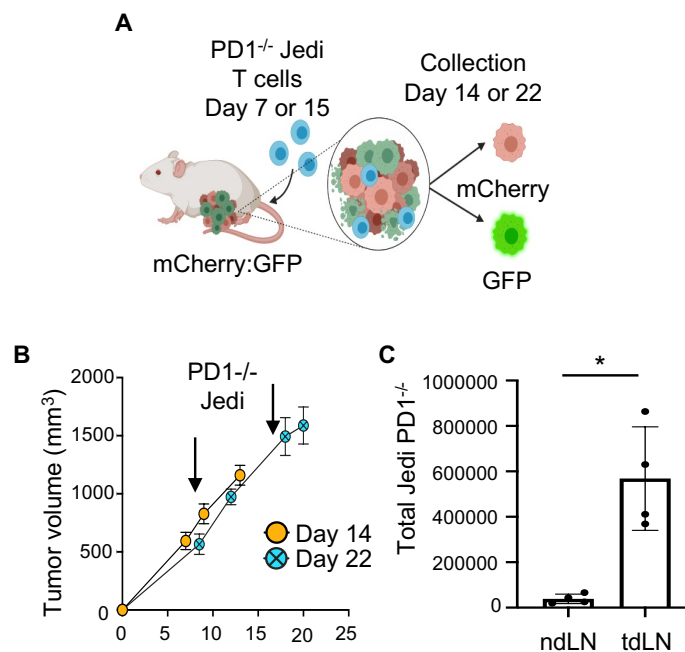 A
PD1-/- Jedi
T cells
Day 7 or 15
Collection
Day 14 or 22
mCherry
mCherry:GFP
GFP
B
PD1-/-
Jedi
Tumor volume (mm3)
2000
1500
1000
500
0
0 5 10 15 20 25
Day 14
Day 22
C
*
Total Jedi PD1-/-
1000000
800000
600000
400000
200000
0
ndLN tdLN